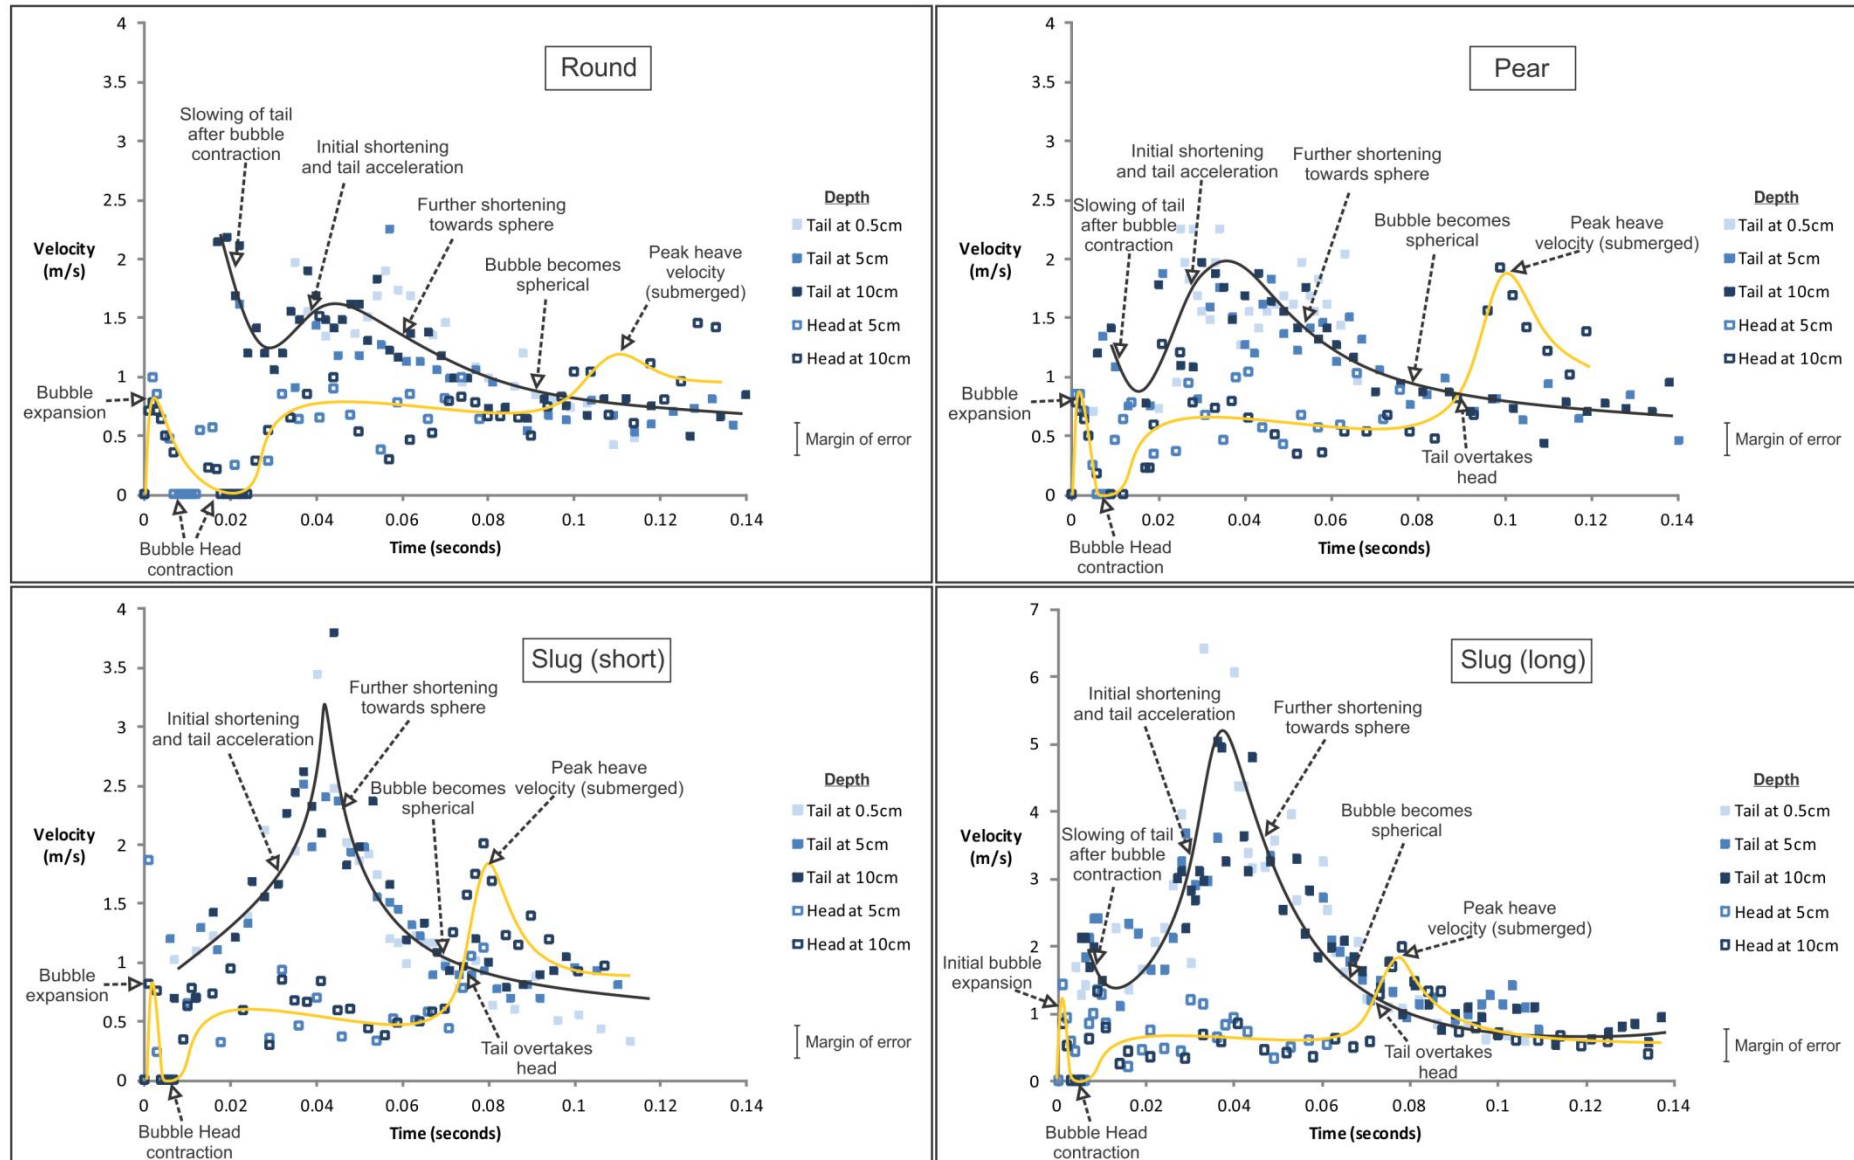 Round
4
3.5
3
2.5
2
1.5
1
0.5
0
Velocity
(m/s)
0
0.02
0.04
0.06
0.08
0.1
0.12
0.14
Time (seconds)
Slowing of tail
after bubble
contraction
Initial shortening
and tail acceleration
Further shortening
towards sphere
Bubble becomes
spherical
Peak heave
velocity
(submerged)
Bubble
expansion
Bubble Head
contraction
Depth
Tail at 0.5cm
Tail at 5cm
Tail at 10cm
Head at 5cm
Head at 10cm
Margin of error
Pear
4
3.5
3
2.5
2
1.5
1
0.5
0
Velocity
(m/s)
0
0.02
0.04
0.06
0.08
0.1
0.12
0.14
Time (seconds)
Initial shortening
and tail acceleration
Further shortening
towards sphere
Slowing of tail
after bubble
contraction
Bubble becomes
spherical
Peak heave
velocity (submerged)
Bubble
expansion
Tail overtakes
head
Bubble Head
contraction
Depth
Tail at 0.5cm
Tail at 5cm
Tail at 10cm
Head at 5cm
Head at 10cm
Margin of error
Slug (short)
4
3.5
3
2.5
2
1.5
1
0.5
0
Velocity
(m/s)
0
0.02
0.04
0.06
0.08
0.1
0.12
0.14
Time (seconds)
Further shortening
towards sphere
Initial shortening
and tail acceleration
Bubble becomes
spherical
Peak heave
velocity (submerged)
Bubble
expansion
Tail overtakes
head
Bubble Head
contraction
Depth
Tail at 0.5cm
Tail at 5cm
Tail at 10cm
Head at 5cm
Head at 10cm
Margin of error
Slug (long)
7
6
5
4
3
2
1
0
Velocity
(m/s)
0
0.02
0.04
0.06
0.08
0.1
0.12
0.14
Time (seconds)
Initial shortening
and tail acceleration
Further shortening
towards sphere
Slowing of tail
after bubble
contraction
Bubble becomes
spherical
Peak heave
velocity (submerged)
Initial bubble
expansion
Tail overtakes
head
Bubble Head
contraction
Depth
Tail at 0.5cm
Tail at 5cm
Tail at 10cm
Head at 5cm
Head at 10cm
Margin of error